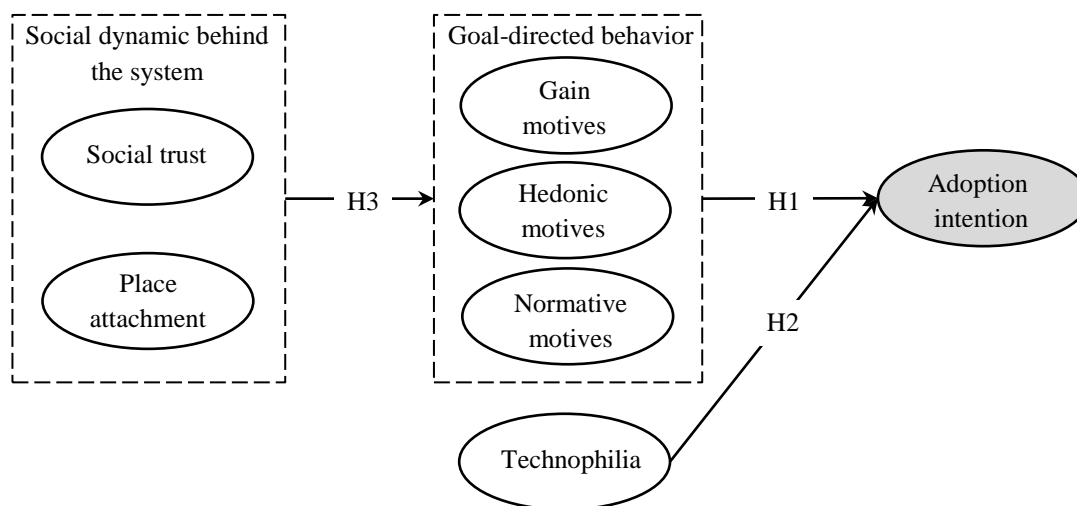 Social dynamic behind
the system
Social trust
Place
attachment
H3
Goal-directed behavior
Gain
motives
Hedonic
motives
Normative
motives
Technophilia
H1
H2
Adoption
intention